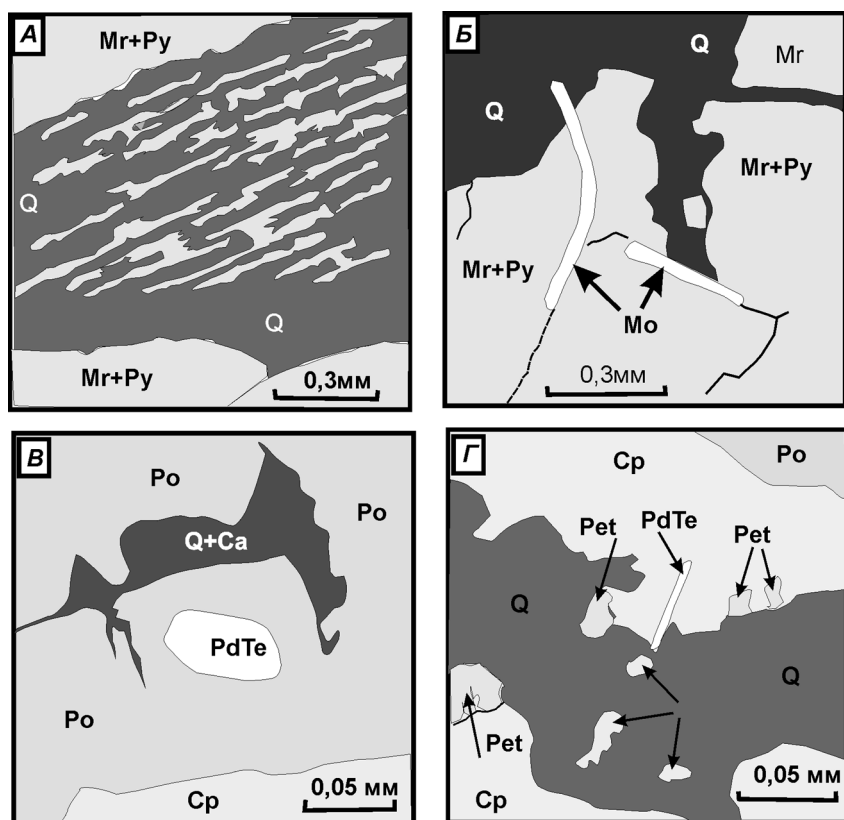 А
Mr+Py
Q
Q
Mr+Py
0,3мм
Б
Q
Mr
Q
Mr+Py
Mr+Py
Mo
0,3мм
В
Po
Po
Q+Ca
PdTe
Po
0,05 мм
Cp
Г
Cp
Po
Pet
PdTe
Pet
Q
Q
Pet
Cp
0,05 мм